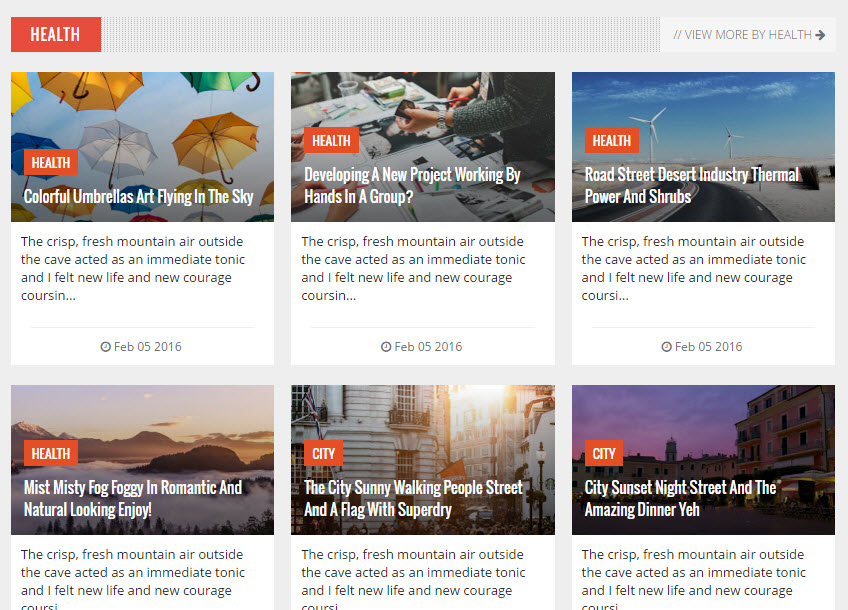 HEALTH
// VIEW MORE BY HEALTH
HEALTH
Colorful Umbrellas Art Flying In The Sky
The crisp, fresh mountain air outside
the cave acted as an immediate tonic
and I felt new life and new courage
coursin...
Feb 05 2016
HEALTH
Developing A New Project Working By
Hands In A Group?
The crisp, fresh mountain air outside
the cave acted as an immediate tonic
and I felt new life and new courage
coursin...
Feb 05 2016
HEALTH
Road Street Desert Industry Thermal
Power And Shrubs
The crisp, fresh mountain air outside
the cave acted as an immediate tonic
and I felt new life and new courage
coursi...
Feb 05 2016
HEALTH
Mist Misty Fog Foggy In Romantic And
Natural Looking Enjoy!
The crisp, fresh mountain air outside
the cave acted as an immediate tonic
and I felt new life and new courage
coursi
CITY
The City Sunny Walking People Street
And A Flag With Superdry
The crisp, fresh mountain air outside
the cave acted as an immediate tonic
and I felt new life and new courage
coursi
CITY
City Sunset Night Street And The
Amazing Dinner Yeh
The crisp, fresh mountain air outside
the cave acted as an immediate tonic
and I felt new life and new courage
coursi